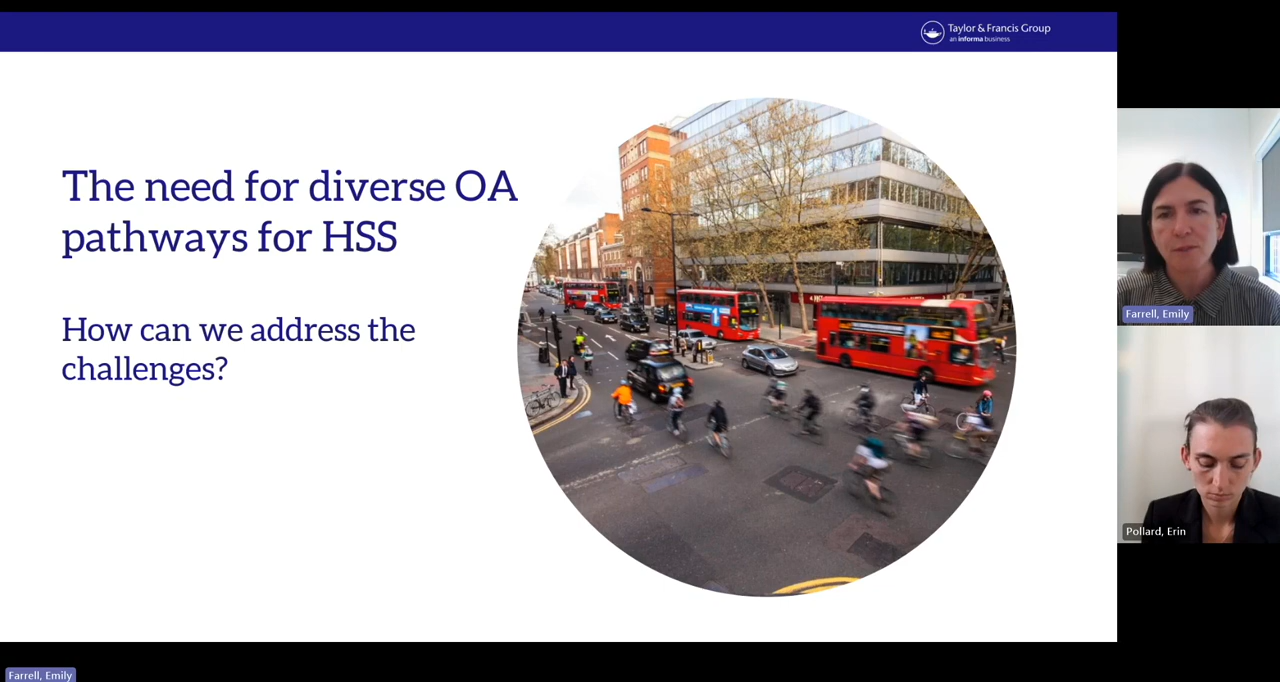 Taylor & Francis Group
an informa business
The need for diverse OA
pathways for HSS
How can we address the
challenges?
Farrell, Emily
Pollard, Erin
Farrell, Emily